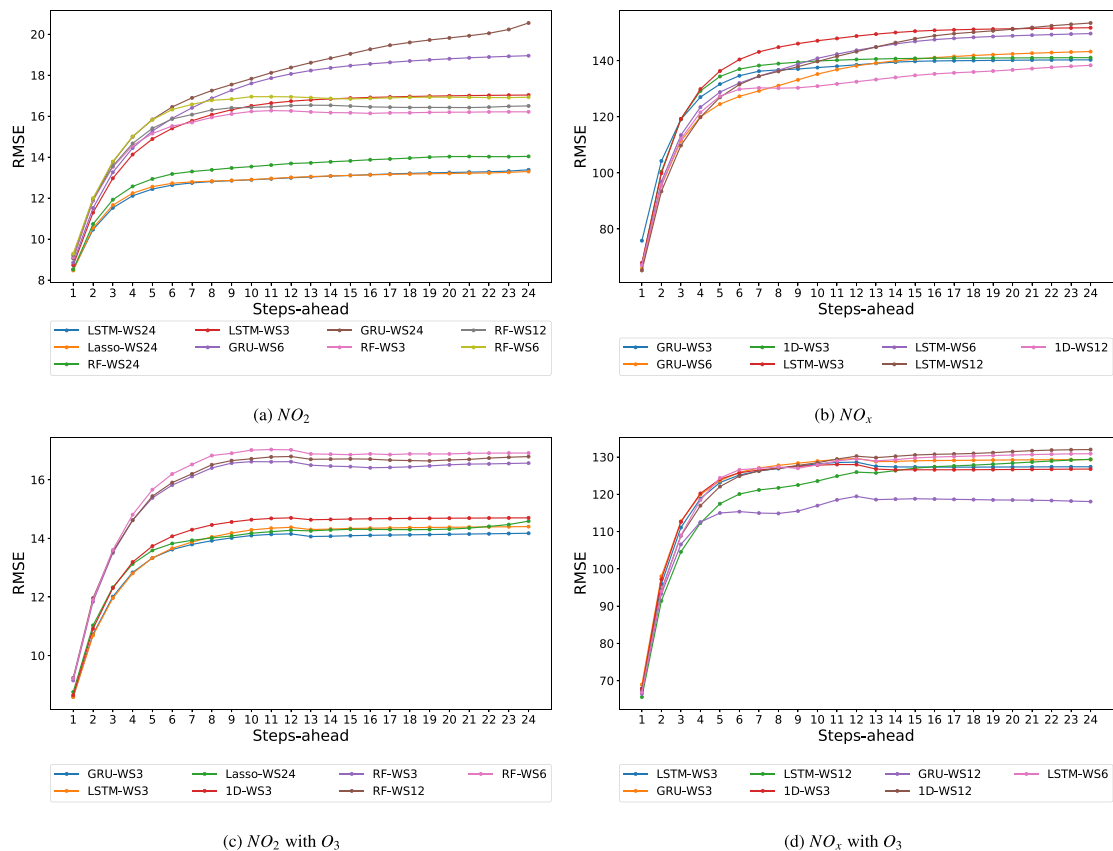 20
18
16
14
12
10
8
RMSE
1 2 3 4 5 6 7 8 9 10 11 12 13 14 15 16 17 18 19 20 21 22 23 24
Steps-ahead
LSTM-WS24 LSTM-WS3 GRU-WS24 RF-WS12
Lasso-WS24 GRU-WS6 RF-WS3 RF-WS6
RF-WS24
(a) NO2
140
120
100
80
RMSE
1 2 3 4 5 6 7 8 9 10 11 12 13 14 15 16 17 18 19 20 21 22 23 24
Steps-ahead
GRU-WS3 1D-WS3 LSTM-WS6 1D-WS12
GRU-WS6 LSTM-WS3 LSTM-WS12
(b) NOx
16
14
12
10
RMSE
1 2 3 4 5 6 7 8 9 10 11 12 13 14 15 16 17 18 19 20 21 22 23 24
Steps-ahead
GRU-WS3 Lasso-WS24 RF-WS3 RF-WS6
LSTM-WS3 1D-WS3 RF-WS12
(c) NO2 with O3
130
120
110
100
90
80
70
RMSE
1 2 3 4 5 6 7 8 9 10 11 12 13 14 15 16 17 18 19 20 21 22 23 24
Steps-ahead
LSTM-WS3 LSTM-WS12 GRU-WS12 LSTM-WS6
GRU-WS3 1D-WS3 1D-WS12
(d) NOx with O3